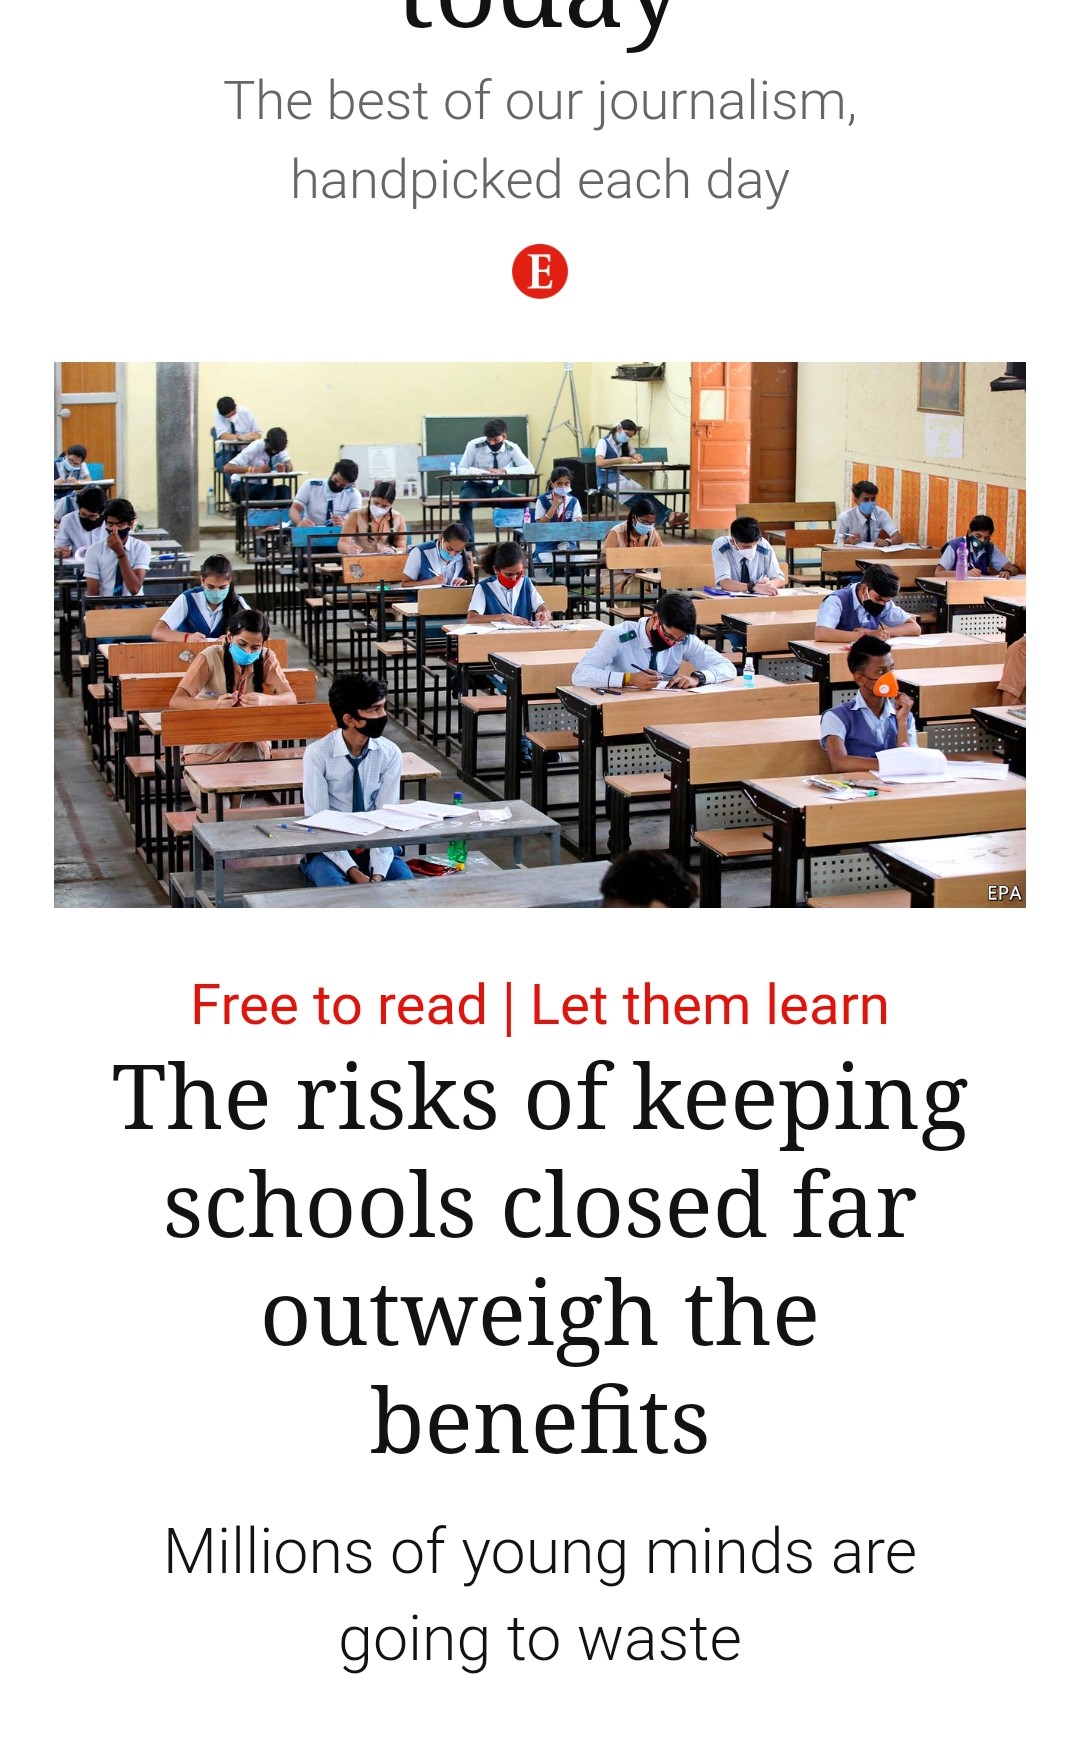 today
The best of our journalism,
handpicked each day
E
EPA
Free to read | Let them learn
The risks of keeping
schools closed far
outweigh the
benefits
Millions of young minds are
going to waste